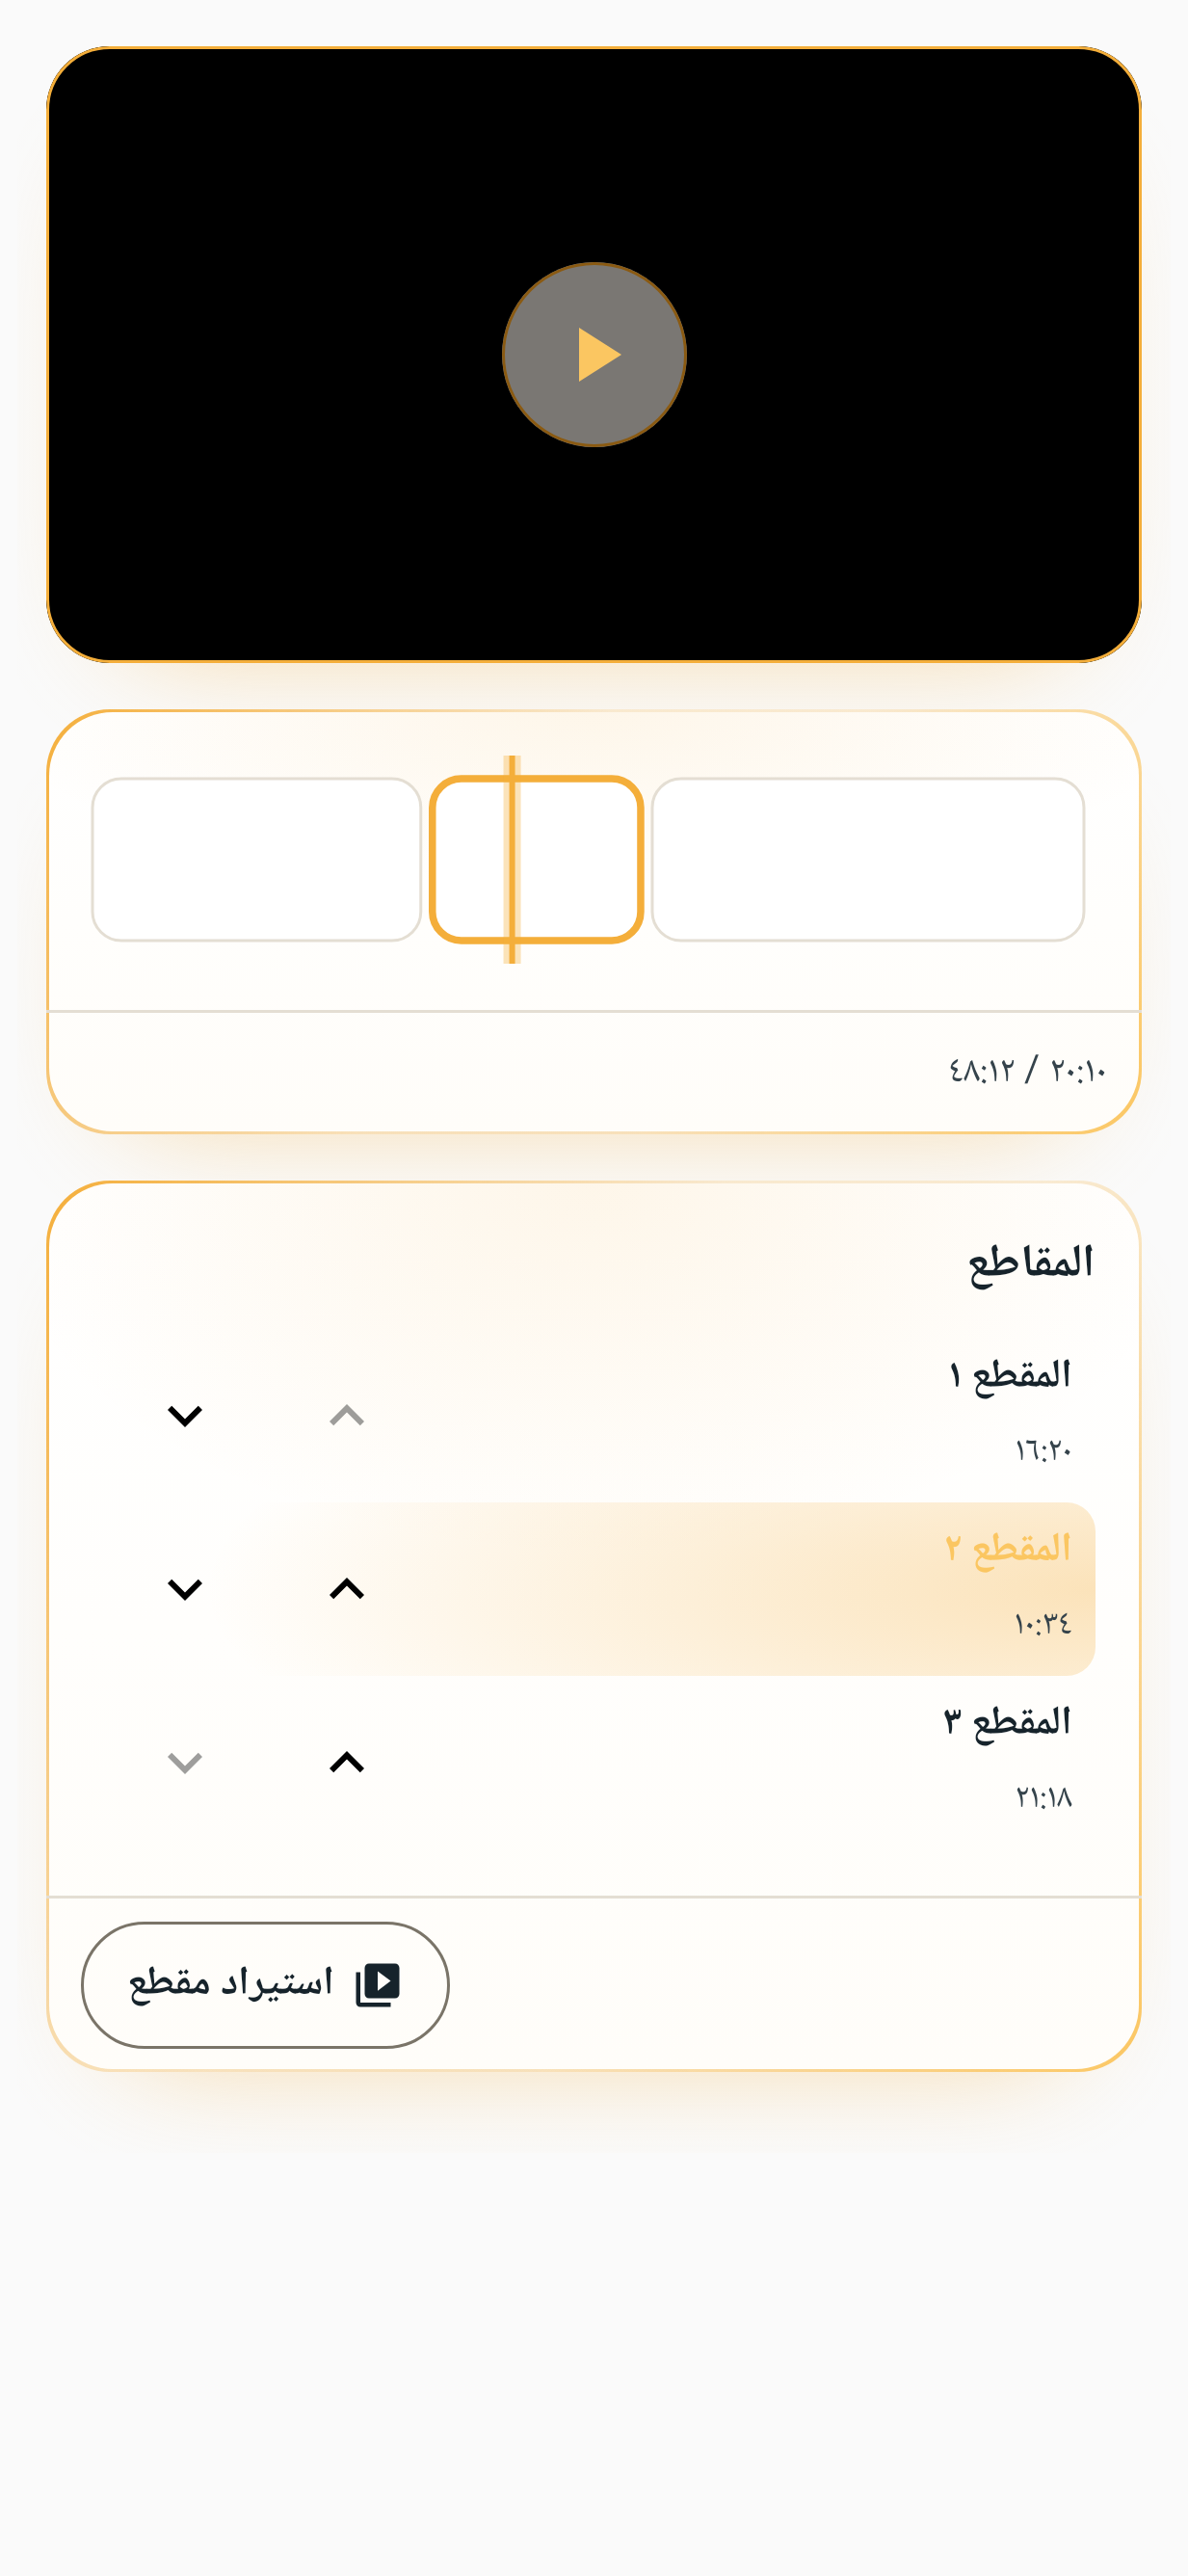 ٢٠:١٠ / ٤٨:١٢
المقاطع
المقطع ١
١٦:٢٠
المقطع ٢
١٠:٣٤
المقطع ٣
٢١:١٨
استيراد مقطع